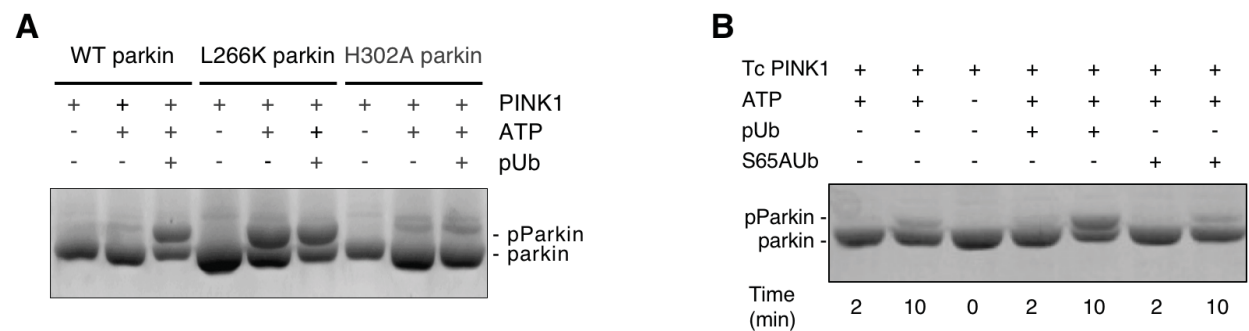 A
WT parkin L266K parkin H302A parkin
+ + + + + + + + + PINK1
- + + - + + - + + ATP
- - + - - + - - + pUb
- pParkin
- parkin
B
Tc PINK1 + + + + + + +
ATP + + - + + + +
pUb - - - + + - -
S65AUb - - - - - + +
pParkin -
parkin -
Time
(min) 2 10 0 2 10 2 10